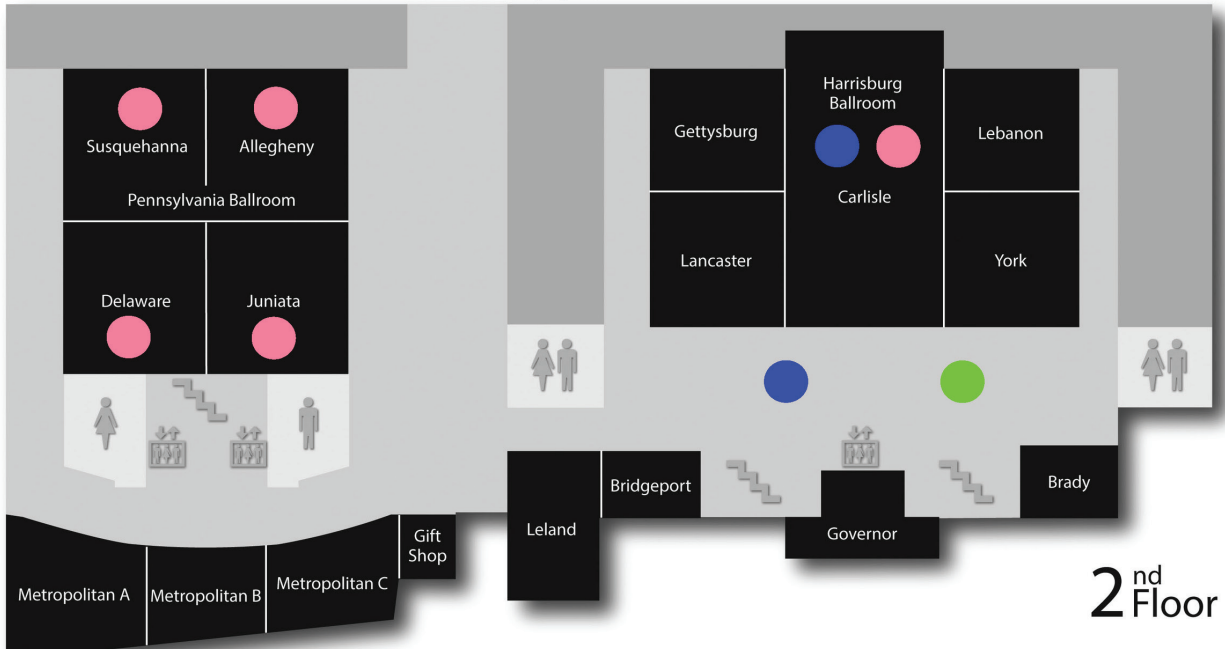 Susquehanna
Allegheny
Pennsylvania Ballroom
Delaware
Juniata
Harrisburg
Ballroom
Gettysburg
Lebanon
Carlisle
Lancaster
York
Metropolitan A
Metropolitan B
Metropolitan C
Gift
Shop
Leland
Bridgeport
Governor
Brady
2nd
Floor